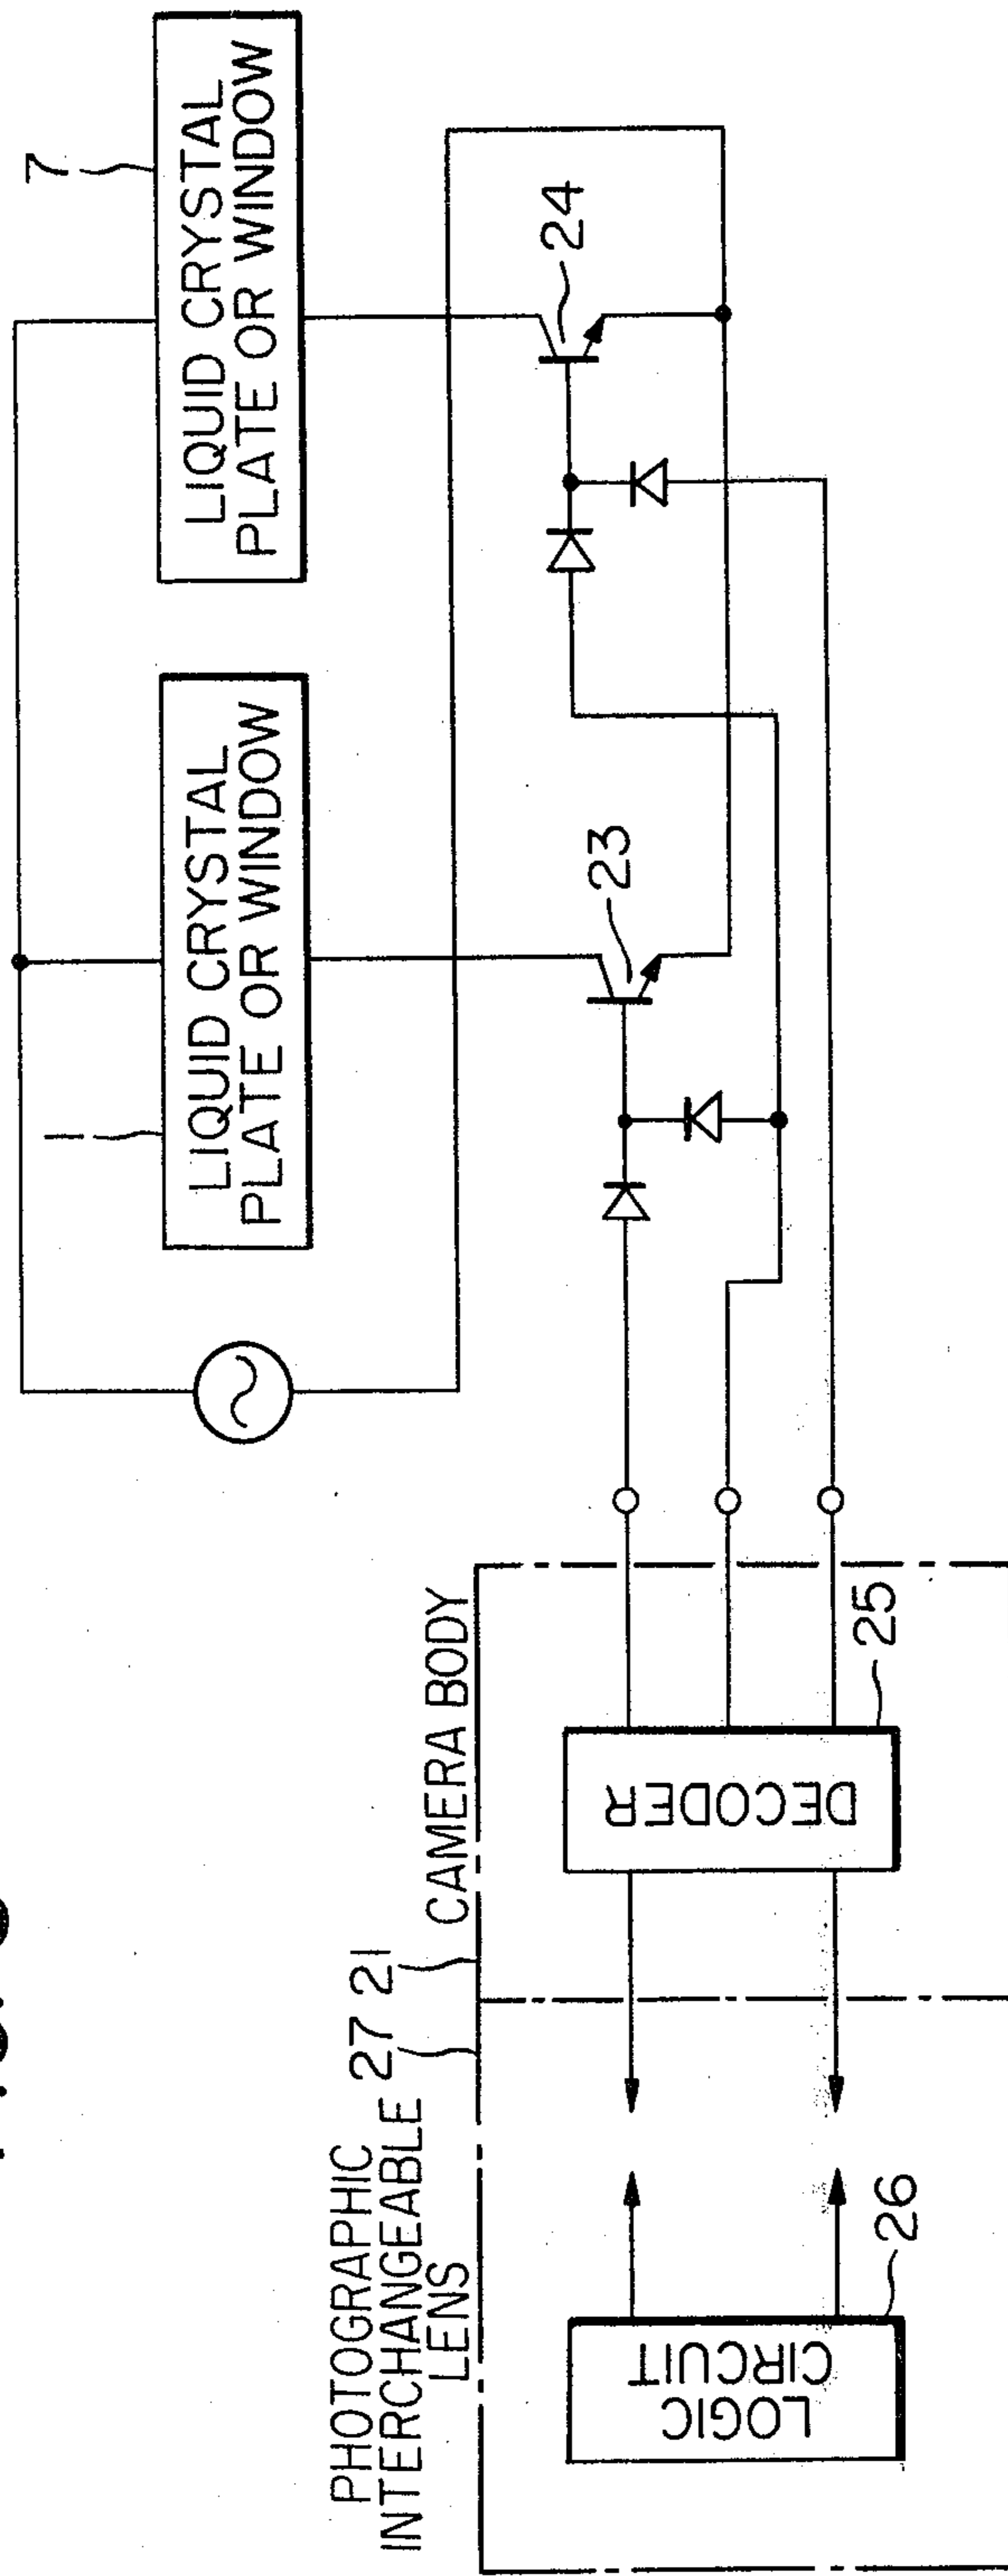 7
LIQUID CRYSTAL
PLATE OR WINDOW
1
LIQUID CRYSTAL
PLATE OR WINDOW
24
23
CAMERA BODY
21
25
DECODER
PHOTOGRAPHIC
INTERCHANGEABLE
LENS
27
26
LOGIC
CIRCUIT